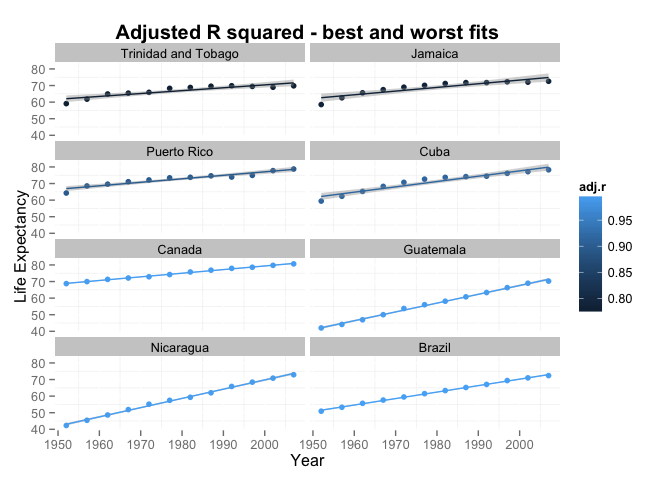 Adjusted R squared - best and worst fits
Trinidad and Tobago
Jamaica
80
70
60
50
40
Puerto Rico
Cuba
80
70
60
50
40
Canada
Guatemala
80
70
60
50
40
Nicaragua
Brazil
80
70
60
50
40
1950 1960 1970 1980 1990 2000
1950 1960 1970 1980 1990 2000
Year
Life Expectancy
adj.r
0.95
0.90
0.85
0.80